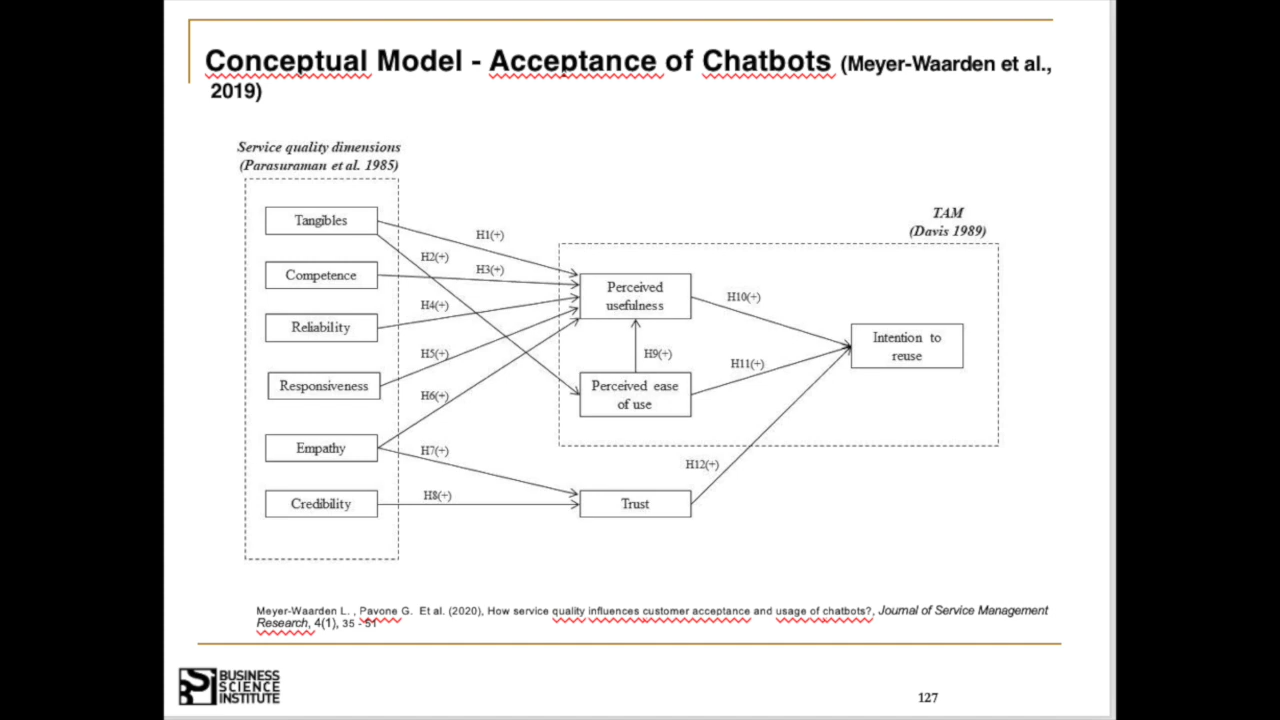 Conceptual Model - Acceptance of Chatbots (Meyer-Waarden et al.,
2019)
Service quality dimensions
(Parasuraman et al. 1985)
TAM
(Davis 1989)
Tangibles
Competence
Reliability
Responsiveness
Empathy
Credibility
H1(+)
H2(+)
H3(+)
H4(+)
H5(+)
H6(+)
H7(+)
H8(+)
Perceived
usefulness
H9(+)
Perceived ease
of use
Trust
H10(+)
H11(+)
H12(+)
Intention to
reuse
Meyer-Waarden L. , Pavone G. Et al. (2020), How service quality influences customer acceptance and usage of chatbots?, Journal of Service Management
Research, 4(1), 35 - 51
BUSINESS
SCIENCE
INSTITUTE
127